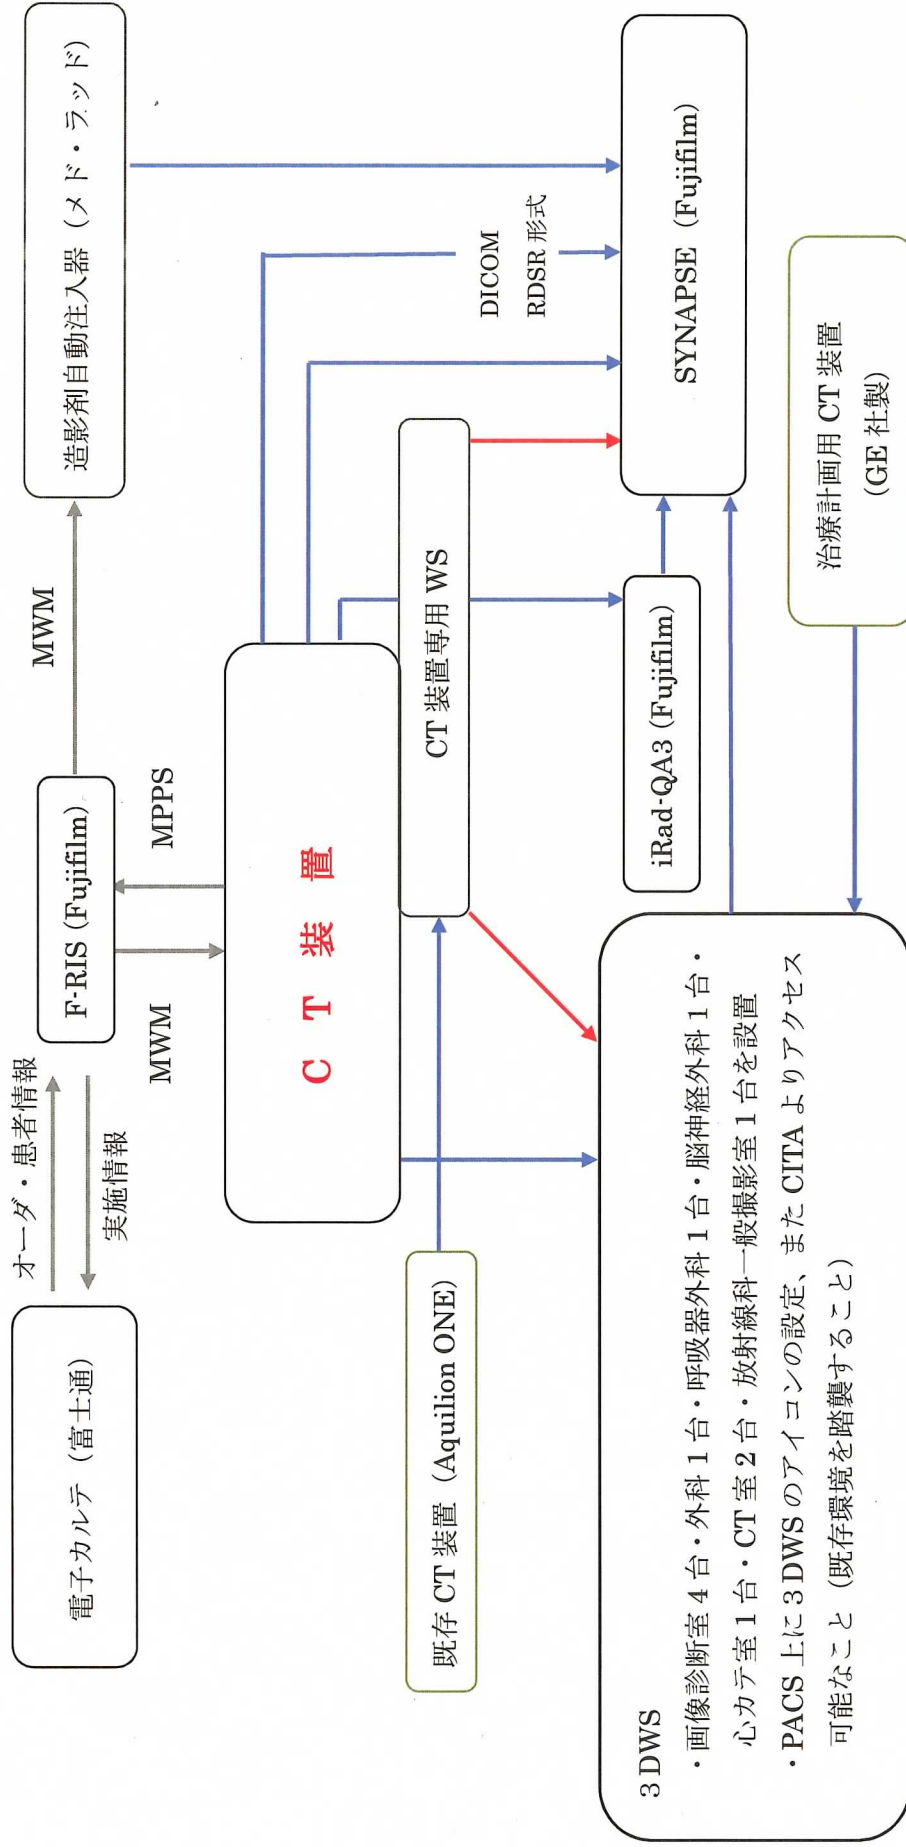 電子カルテ（富士通）
オーダ・患者情報
実施情報
F-RIS (Fujifilm)
MWM
造影剤自動注入器（メド・ラッド）
MWM
MPPS
CT装置
CT 装置専用 WS
DICOM
RDSR 形式
既存 CT 装置（Aquilion ONE）
iRad-QA3 (Fujifilm)
SYNAPSE (Fujifilm)
3DWS
・画像診断室 4 台・外科 1 台・呼吸器外科 1 台・脳神経外科 1 台・
心カテ室 1 台・CT 室 2 台・放射線科一般撮影室 1 台を設置
・PACS 上に 3DWS のアイコンの設定、また CITA よりアクセス
可能なこと（既存環境を踏襲すること）
治療計画用 CT 装置
(GE 社製)